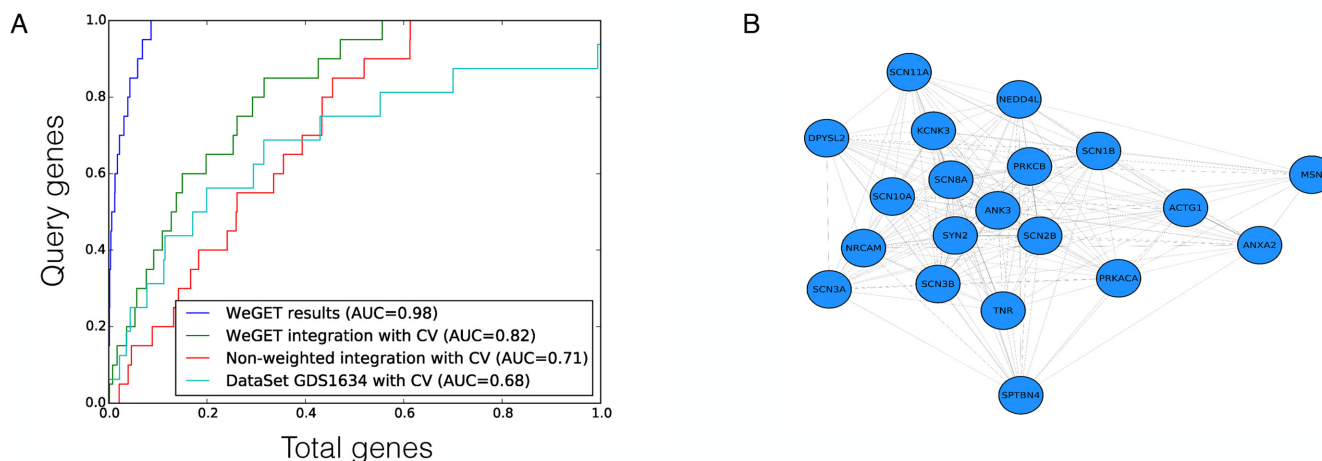 A
Query genes
1.0
0.8
0.6
0.4
0.2
0.0
WeGET results (AUC=0.98)
WeGET integration with CV (AUC=0.82)
Non-weighted integration with CV (AUC=0.71)
DataSet GDS1634 with CV (AUC=0.68)
0.0 0.2 0.4 0.6 0.8 1.0
Total genes
B
SCN11A
NEDD4L
DPYSL2
KCNK3
SCN1B
PRKCB
MSN
SCN8A
SCN10A
ANK3
ACTG1
SYN2
SCN2B
NRCAM
ANXA2
PRKACA
SCN3B
SCN3A
TNR
SPTBN4